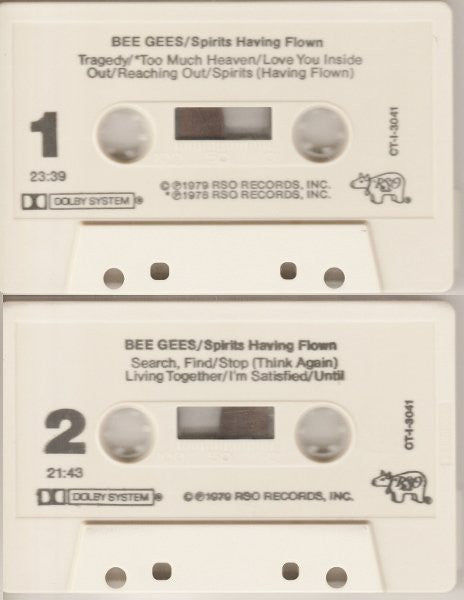 BEE GEES/Spirits Having Flown
Tragedy/*Too Much Heaven/Love You Inside
Out/Reaching Out/Spirits (Having Flown)
1
CT-I-3041
23:39
DOLBY SYSTEM®
©℗1979 RSO RECORDS, INC.
*℗1978 RSO RECORDS, INC.
RSO
BEE GEES/Spirits Having Flown
Search, Find/Stop (Think Again)
Living Together/I'm Satisfied/Until
2
CT-I-3041
21:43
DOLBY SYSTEM®
©℗1979 RSO RECORDS, INC.
RSO